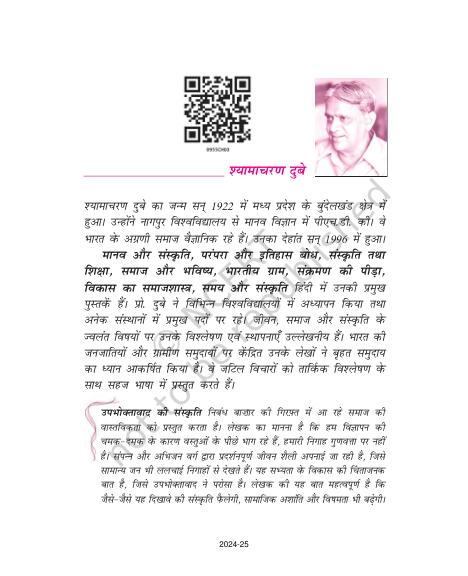 0955CH03
श्यामाचरण दुबे
श्यामाचरण दुबे का जन्म सन् 1922 में मध्य प्रदेश के बुंदेलखंड क्षेत्र में
हुआ। उन्होंने नागपुर विश्वविद्यालय से मानव विज्ञान में पीएच.डी. की। वे
भारत के अग्रणी समाज वैज्ञानिक रहे हैं। उनका देहांत सन् 1996 में हुआ।
मानव और संस्कृति, परंपरा और इतिहास बोध, संस्कृति तथा
शिक्षा, समाज और भविष्य, भारतीय ग्राम, संक्रमण की पीड़ा,
विकास का समाजशास्त्र, समय और संस्कृति हिंदी में उनकी प्रमुख
पुस्तकें हैं। प्रो. दुबे ने विभिन्न विश्वविद्यालयों में अध्यापन किया तथा
अनेक संस्थानों में प्रमुख पदों पर रहे। जीवन, समाज और संस्कृति के
ज्वलंत विषयों पर उनके विश्लेषण एवं स्थापनाएँ उल्लेखनीय हैं। भारत की
जनजातियों और ग्रामीण समुदायों पर केंद्रित उनके लेखों ने बृहत समुदाय
का ध्यान आकर्षित किया है। वे जटिल विचारों को तार्किक विश्लेषण के
साथ सहज भाषा में प्रस्तुत करते हैं।
उपभोक्तावाद की संस्कृति निबंध बाज़ार की गिरफ़्त में आ रहे समाज की
वास्तविकता को प्रस्तुत करता है। लेखक का मानना है कि हम विज्ञापन की
चमक-दमक के कारण वस्तुओं के पीछे भाग रहे हैं, हमारी निगाह गुणवत्ता पर नहीं
है। संपन्न और अभिजन वर्ग द्वारा प्रदर्शनपूर्ण जीवन शैली अपनाई जा रही है, जिसे
सामान्य जन भी ललचाई निगाहों से देखते हैं। यह सभ्यता के विकास की चिंताजनक
बात है, जिसे उपभोक्तावाद ने परोसा है। लेखक की यह बात महत्वपूर्ण है कि
जैसे-जैसे यह दिखावे की संस्कृति फैलेगी, सामाजिक अशांति और विषमता भी बढ़ेगी।
© NCERT
not to be republished
2024-25